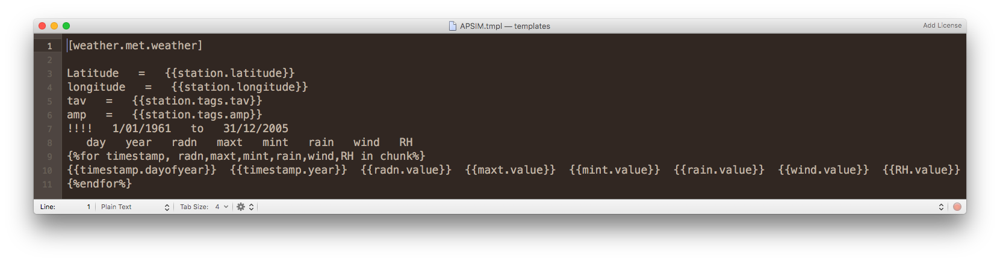 APSIM.tmpl — templates
Add License
1 [weather.met.weather]
2
3 Latitude   =   {{station.latitude}}
4 longitude   =   {{station.longitude}}
5 tav   =   {{station.tags.tav}}
6 amp   =   {{station.tags.amp}}
7 !!!!   1/01/1961   to   31/12/2005
8    day   year   radn   maxt   mint   rain   wind   RH
9 {%for timestamp, radn,maxt,mint,rain,wind,RH in chunk%}
10 {{timestamp.dayofyear}}  {{timestamp.year}}  {{radn.value}}  {{maxt.value}}  {{mint.value}}  {{rain.value}}  {{wind.value}}  {{RH.value}}
11 {%endfor%}
Line: 1 Plain Text Tab Size: 4